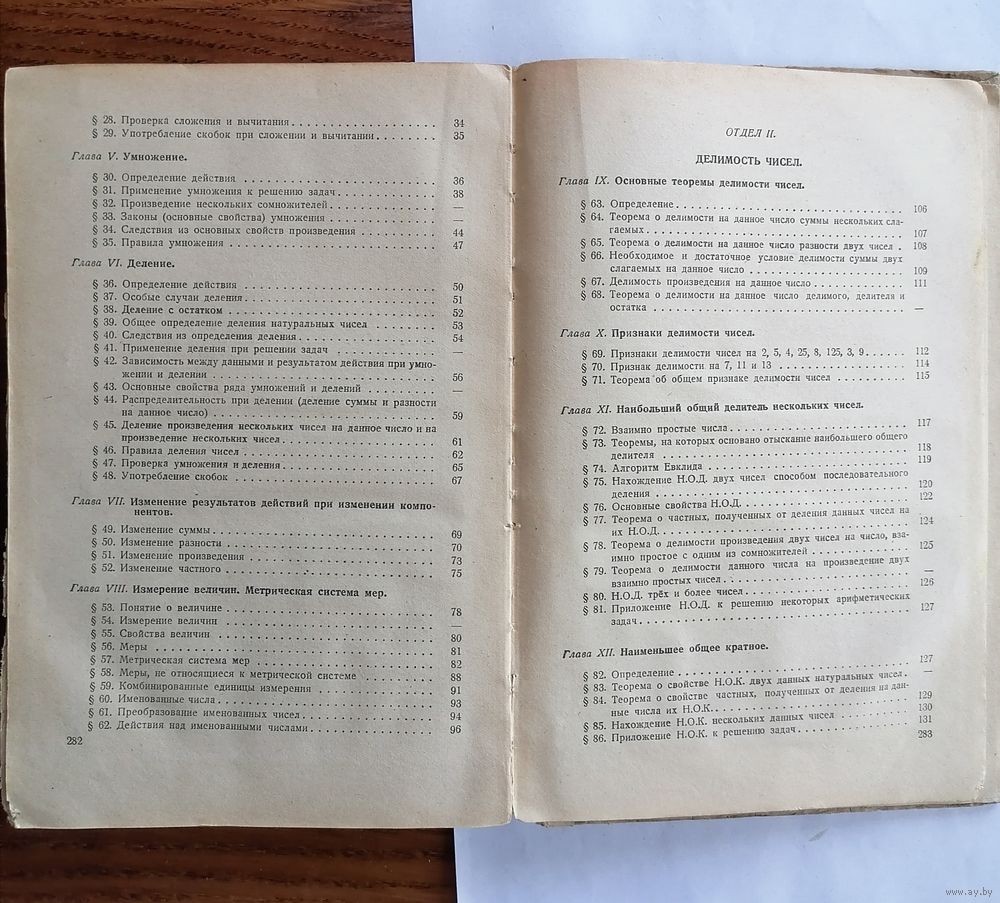 § 28. Проверка сложения и вычитания . . . . . . . . . . . . . . . . 34
§ 29. Употребление скобок при сложении и вычитании . . . . . . . 35
Глава V. Умножение.
§ 30. Определение действия . . . . . . . . . . . . . . . . . . . . . 36
§ 31. Применение умножения к решению задач . . . . . . . . . . . 38
§ 32. Произведение нескольких сомножителей . . . . . . . . . . . —
§ 33. Законы (основные свойства) умножения . . . . . . . . . . . —
§ 34. Следствия из основных свойств произведения . . . . . . . . 44
§ 35. Правила умножения . . . . . . . . . . . . . . . . . . . . . . 47
Глава VI. Деление.
§ 36. Определение действия . . . . . . . . . . . . . . . . . . . . . 50
§ 37. Особые случаи деления . . . . . . . . . . . . . . . . . . . . 51
§ 38. Деление с остатком . . . . . . . . . . . . . . . . . . . . . . 52
§ 39. Общее определение деления натуральных чисел . . . . . . . 53
§ 40. Следствия из определения деления . . . . . . . . . . . . . . 54
§ 41. Применение деления при решении задач . . . . . . . . . . . —
§ 42. Зависимость между данными и результатом действия при умно-
жении и делении . . . . . . . . . . . . . . . . . . . . . . . 56
§ 43. Основные свойства ряда умножений и делений . . . . . . . . —
§ 44. Распределительность при делении (деление суммы и разности
на данное число) . . . . . . . . . . . . . . . . . . . . . . 59
§ 45. Деление произведения нескольких чисел на данное число и на
произведение нескольких чисел . . . . . . . . . . . . . . . 61
§ 46. Правила деления чисел . . . . . . . . . . . . . . . . . . . . 62
§ 47. Проверка умножения и деления . . . . . . . . . . . . . . . . 65
§ 48. Употребление скобок . . . . . . . . . . . . . . . . . . . . . 67
Глава VII. Изменение результатов действий при изменении компо-
нентов.
§ 49. Изменение суммы . . . . . . . . . . . . . . . . . . . . . . . 69
§ 50. Изменение разности . . . . . . . . . . . . . . . . . . . . . . 70
§ 51. Изменение произведения . . . . . . . . . . . . . . . . . . . 73
§ 52. Изменение частного . . . . . . . . . . . . . . . . . . . . . . 75
Глава VIII. Измерение величин. Метрическая система мер.
§ 53. Понятие о величине . . . . . . . . . . . . . . . . . . . . . . 78
§ 54. Измерение величин . . . . . . . . . . . . . . . . . . . . . . —
§ 55. Свойства величин . . . . . . . . . . . . . . . . . . . . . . . 80
§ 56. Меры . . . . . . . . . . . . . . . . . . . . . . . . . . . . . 81
§ 57. Метрическая система мер . . . . . . . . . . . . . . . . . . . 82
§ 58. Меры, не относящиеся к метрической системе . . . . . . . . 88
§ 59. Комбинированные единицы измерения . . . . . . . . . . . . 91
§ 60. Именованные числа . . . . . . . . . . . . . . . . . . . . . . 93
§ 61. Преобразование именованных чисел . . . . . . . . . . . . . . 94
§ 62. Действия над именованными числами . . . . . . . . . . . . . 96
282
ОТДЕЛ II.
ДЕЛИМОСТЬ ЧИСЕЛ.
Глава IX. Основные теоремы делимости чисел.
§ 63. Определение . . . . . . . . . . . . . . . . . . . . . . . . . 106
§ 64. Теорема о делимости на данное число суммы нескольких сла-
гаемых . . . . . . . . . . . . . . . . . . . . . . . . . . . 107
§ 65. Теорема о делимости на данное число разности двух чисел . 108
§ 66. Необходимое и достаточное условие делимости суммы двух
слагаемых на данное число . . . . . . . . . . . . . . . . . 109
§ 67. Делимость произведения на данное число . . . . . . . . . . 111
§ 68. Теорема о делимости на данное число делимого, делителя и
остатка . . . . . . . . . . . . . . . . . . . . . . . . . . . —
Глава X. Признаки делимости чисел.
§ 69. Признаки делимости чисел на 2, 5, 4, 25, 8, 125, 3, 9 . . . . . . 112
§ 70. Признак делимости на 7, 11 и 13 . . . . . . . . . . . . . . . 114
§ 71. Теорема об общем признаке делимости чисел . . . . . . . . 115
Глава XI. Наибольший общий делитель нескольких чисел.
§ 72. Взаимно простые числа . . . . . . . . . . . . . . . . . . . . 117
§ 73. Теоремы, на которых основано отыскание наибольшего общего
делителя . . . . . . . . . . . . . . . . . . . . . . . . . . 118
§ 74. Алгоритм Евклида . . . . . . . . . . . . . . . . . . . . . . . 119
§ 75. Нахождение Н.О.Д. двух чисел способом последовательного
деления . . . . . . . . . . . . . . . . . . . . . . . . . . . 120
§ 76. Основные свойства Н.О.Д. . . . . . . . . . . . . . . . . . . . 122
§ 77. Теорема о частных, полученных от деления данных чисел на
их Н.О.Д. . . . . . . . . . . . . . . . . . . . . . . . . . . 124
§ 78. Теорема о делимости произведения двух чисел на число, вза-
имно простое с одним из сомножителей . . . . . . . . . . . 125
§ 79. Теорема о делимости данного числа на произведение двух
взаимно простых чисел . . . . . . . . . . . . . . . . . . . —
§ 80. Н.О.Д. трёх и более чисел . . . . . . . . . . . . . . . . . . . 126
§ 81. Приложение Н.О.Д. к решению некоторых арифметических
задач . . . . . . . . . . . . . . . . . . . . . . . . . . . . 127
Глава XII. Наименьшее общее кратное.
§ 82. Определение . . . . . . . . . . . . . . . . . . . . . . . . . 127
§ 83. Теорема о свойстве Н.О.К. двух данных натуральных чисел . —
§ 84. Теорема о свойстве частных, полученных от деления на дан-
ные числа их Н.О.К. . . . . . . . . . . . . . . . . . . . . . 129
§ 85. Нахождение Н.О.К. нескольких данных чисел . . . . . . . . 130
§ 86. Приложение Н.О.К. к решению задач . . . . . . . . . . . . . 131
283
www.ay.by